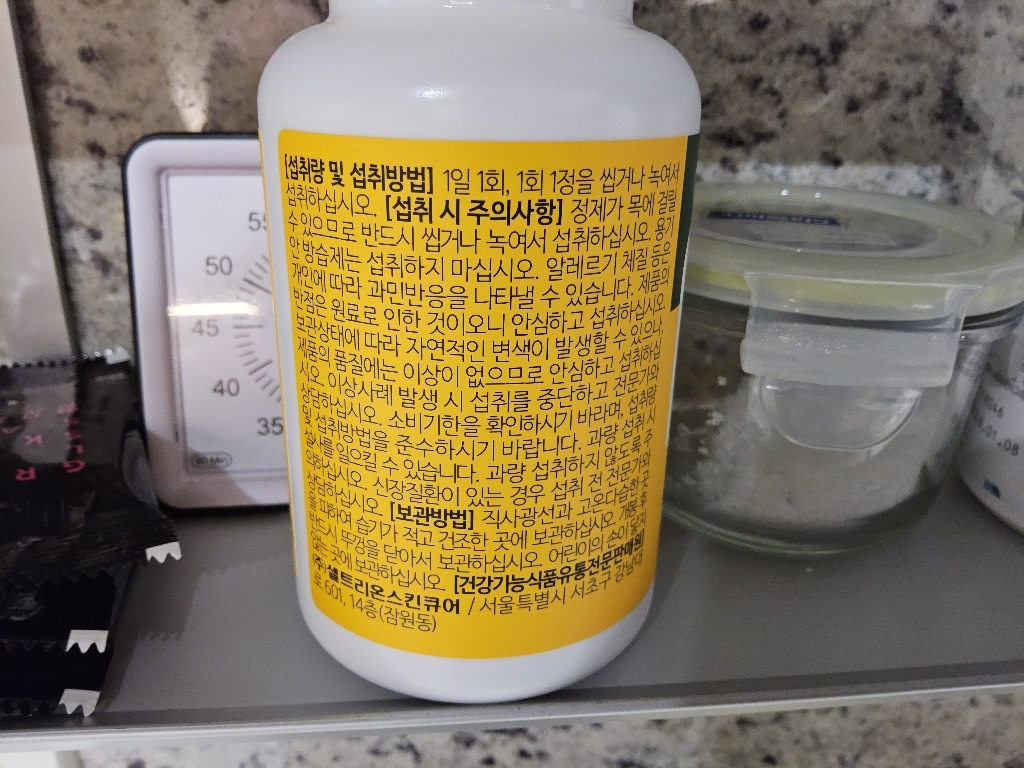 [섭취량 및 섭취방법] 1일 1회, 1회 1정을 씹거나 녹여서
섭취하십시오. [섭취 시 주의사항] 정제가 목에 걸릴
수 있으므로 반드시 씹거나 녹여서 섭취하십시오. 용기
안 방습제는 섭취하지 마십시오. 알레르기 체질 등은
개인에 따라 과민반응을 나타낼 수 있습니다. 제품의
반점은 원료로 인한 것이오니 안심하고 섭취하십시오.
보관상태에 따라 자연적인 변색이 발생할 수 있으나,
제품의 품질에는 이상이 없으므로 안심하고 섭취하십
시오. 이상사례 발생 시 섭취를 중단하고 전문가와
상담하십시오. 소비기한을 확인하시기 바라며, 섭취량
및 섭취방법을 준수하시기 바랍니다. 과량 섭취 시
설사를 일으킬 수 있습니다. 과량 섭취하지 않도록 주
의하십시오. 신장질환이 있는 경우 섭취 전 전문가와
상담하십시오. [보관방법] 직사광선과 고온다습한 곳
을 피하여 습기가 적고 건조한 곳에 보관하십시오. 개봉 후
반드시 뚜껑을 닫아서 보관하십시오. 어린이의 손이 닿지
않는 곳에 보관하십시오. [건강기능식품유통전문판매원]
㈜셀트리온스킨큐어 / 서울특별시 서초구 강남대
로 601, 14층(잠원동)
55
50
45
40
35
60 Min